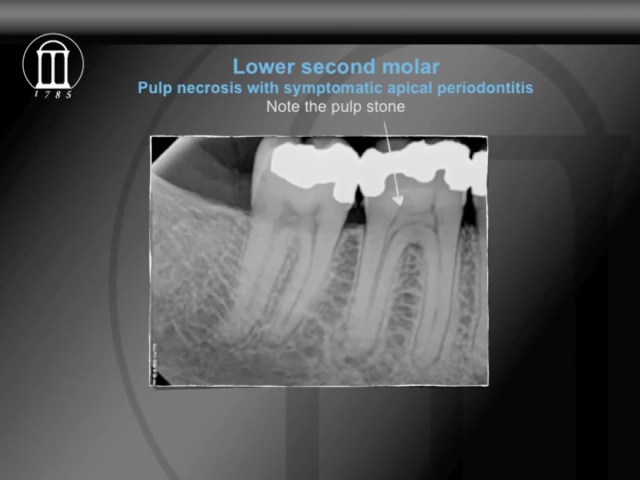 1785
Lower second molar
Pulp necrosis with symptomatic apical periodontitis
Note the pulp stone